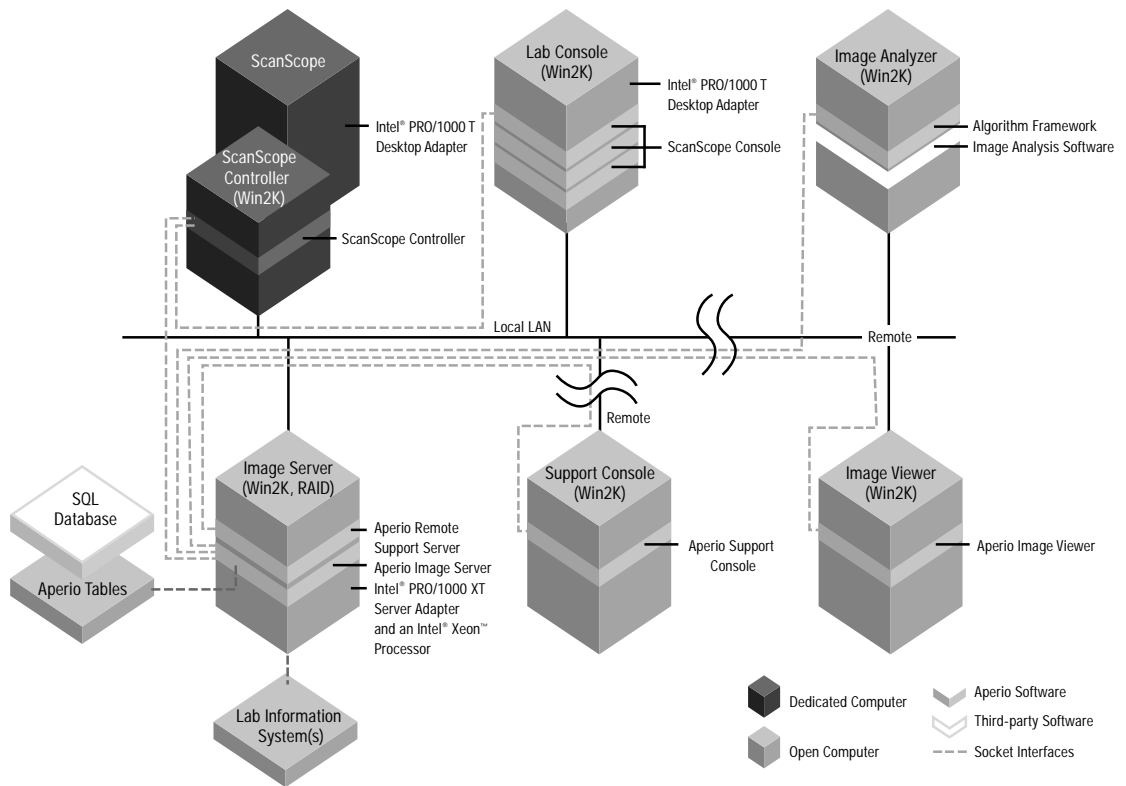 ScanScope
Intel® PRO/1000 T
Desktop Adapter
ScanScope
Controller
(Win2K)
ScanScope Controller
Lab Console
(Win2K)
Intel® PRO/1000 T
Desktop Adapter
ScanScope Console
Image Analyzer
(Win2K)
Algorithm Framework
Image Analysis Software
Local LAN
Remote
Remote
SQL
Database
Aperio Tables
Image Server
(Win2K, RAID)
Aperio Remote
Support Server
Aperio Image Server
Intel® PRO/1000 XT
Server Adapter
and an Intel® Xeon™
Processor
Lab Information
System(s)
Support Console
(Win2K)
Aperio Support
Console
Image Viewer
(Win2K)
Aperio Image Viewer
Dedicated Computer
Open Computer
Aperio Software
Third-party Software
Socket Interfaces